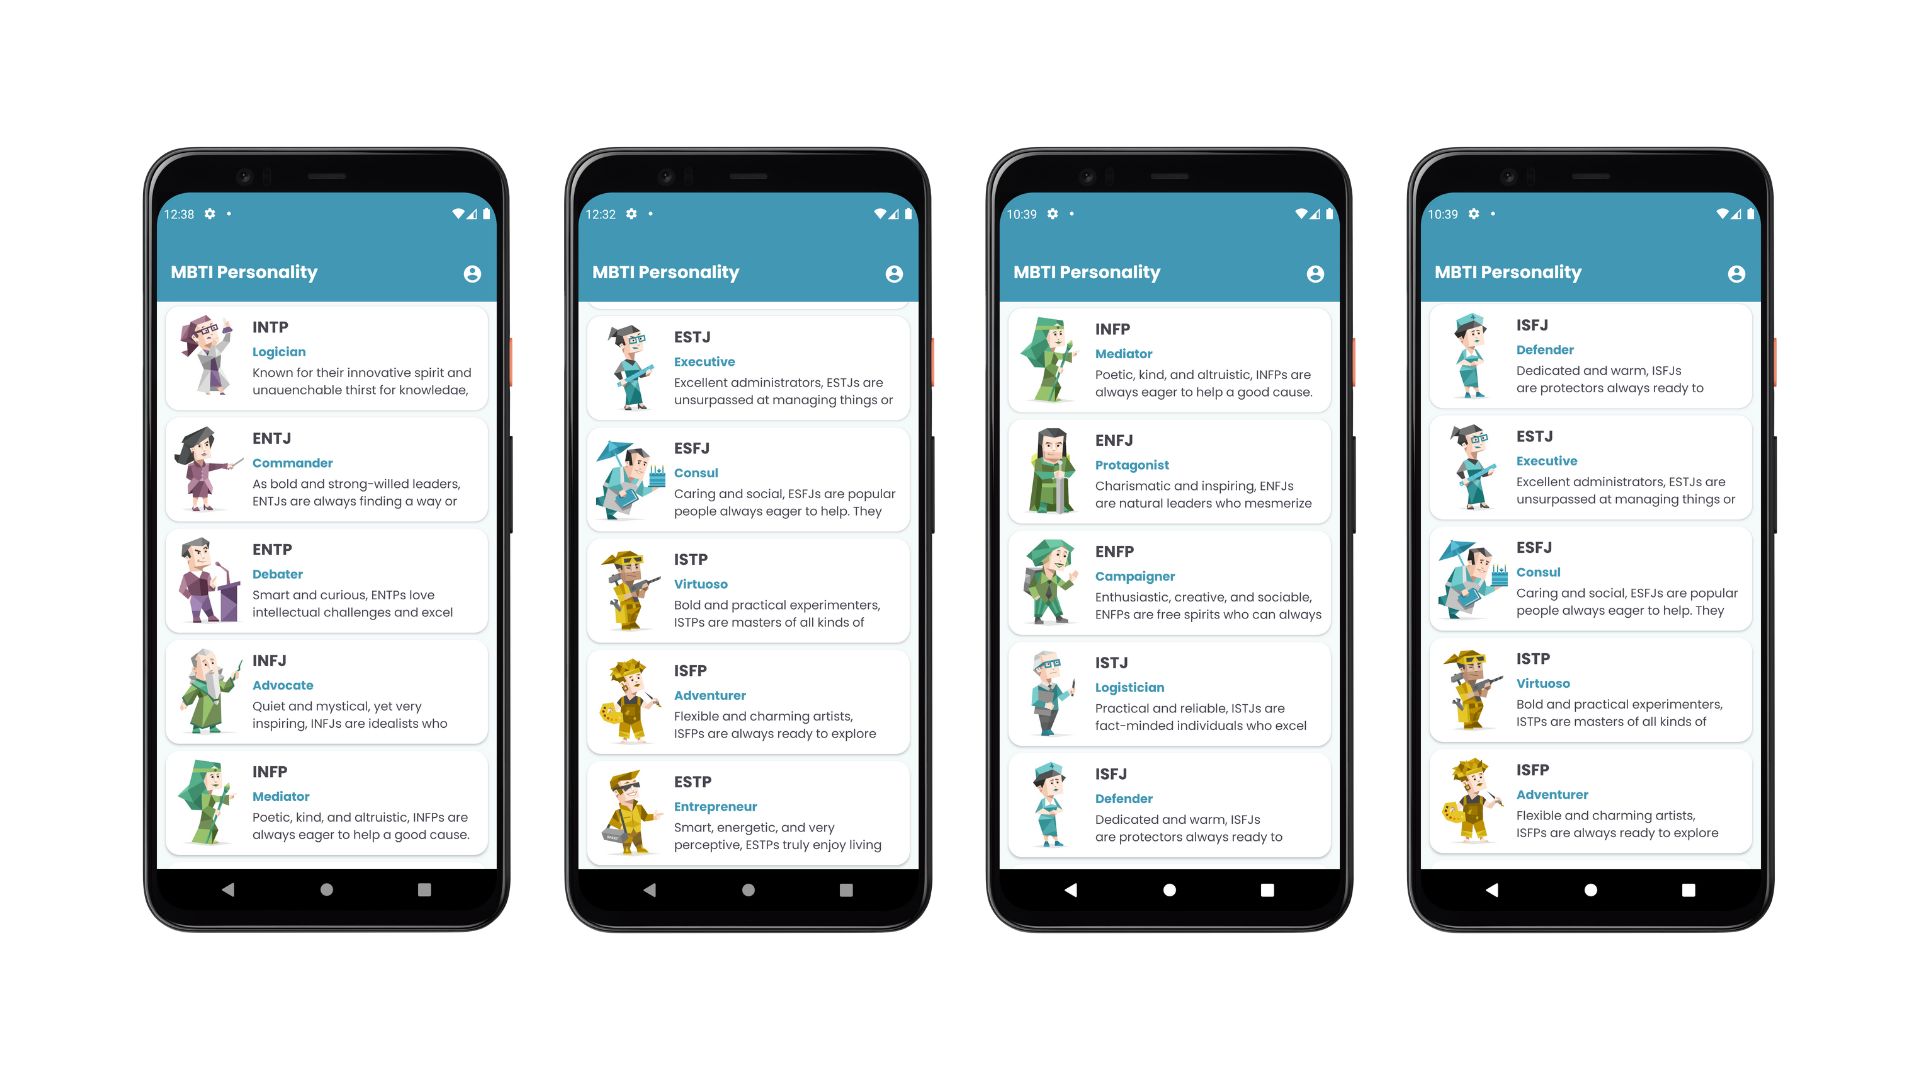 12:38
MBTI Personality
INTP
Logician
Known for their innovative spirit and
unquenchable thirst for knowledge,
ENTJ
Commander
As bold and strong-willed leaders,
ENTJs are always finding a way or
ENTP
Debater
Smart and curious, ENTPs love
intellectual challenges and excel
INFJ
Advocate
Quiet and mystical, yet very
inspiring, INFJs are idealists who
INFP
Mediator
Poetic, kind, and altruistic, INFPs are
always eager to help a good cause.
12:32
MBTI Personality
ESTJ
Executive
Excellent administrators, ESTJs are
unsurpassed at managing things or
ESFJ
Consul
Caring and social, ESFJs are popular
people always eager to help. They
ISTP
Virtuoso
Bold and practical experimenters,
ISTPs are masters of all kinds of
ISFP
Adventurer
Flexible and charming artists,
ISFPs are always ready to explore
ESTP
Entrepreneur
Smart, energetic, and very
perceptive, ESTPs truly enjoy living
10:39
MBTI Personality
INFP
Mediator
Poetic, kind, and altruistic, INFPs are
always eager to help a good cause.
ENFJ
Protagonist
Charismatic and inspiring, ENFJs
are natural leaders who mesmerize
ENFP
Campaigner
Enthusiastic, creative, and sociable,
ENFPs are free spirits who can always
ISTJ
Logistician
Practical and reliable, ISTJs are
fact-minded individuals who excel
ISFJ
Defender
Dedicated and warm, ISFJs
are protectors always ready to
10:39
MBTI Personality
ISFJ
Defender
Dedicated and warm, ISFJs
are protectors always ready to
ESTJ
Executive
Excellent administrators, ESTJs are
unsurpassed at managing things or
ESFJ
Consul
Caring and social, ESFJs are popular
people always eager to help. They
ISTP
Virtuoso
Bold and practical experimenters,
ISTPs are masters of all kinds of
ISFP
Adventurer
Flexible and charming artists,
ISFPs are always ready to explore